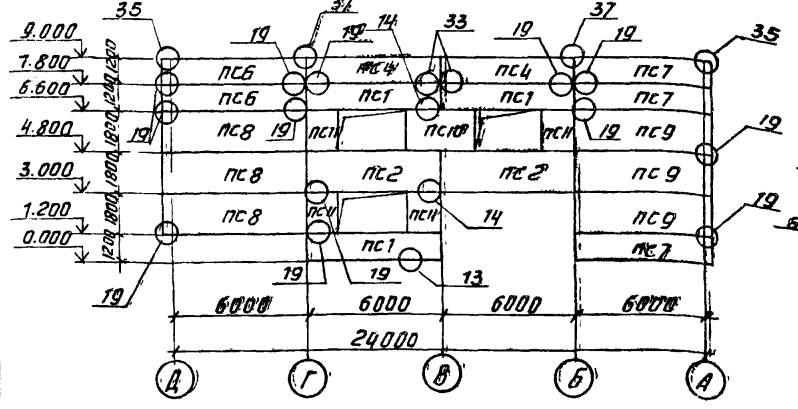 35 37 14 33 37 35
9.000 1200 19 19 19 19
7.800 1200 ПС6 ПС4 ПС4 ПС7
6.600 ПС6 ПС1 ПС1 ПС7
19 1800 ПС8 19 ПС11 ПС10 ПС11 19 ПС9
4.800 19
1800 ПС8 ПС2 ПС2 ПС9
3.000
1800 ПС8 ПС11 ПС11 14 ПС9 19
1.200
1200 ПС1 ПС7
0.000
19 19 19 13
6000 6000 6000 6000
24000
Д Г В Б А